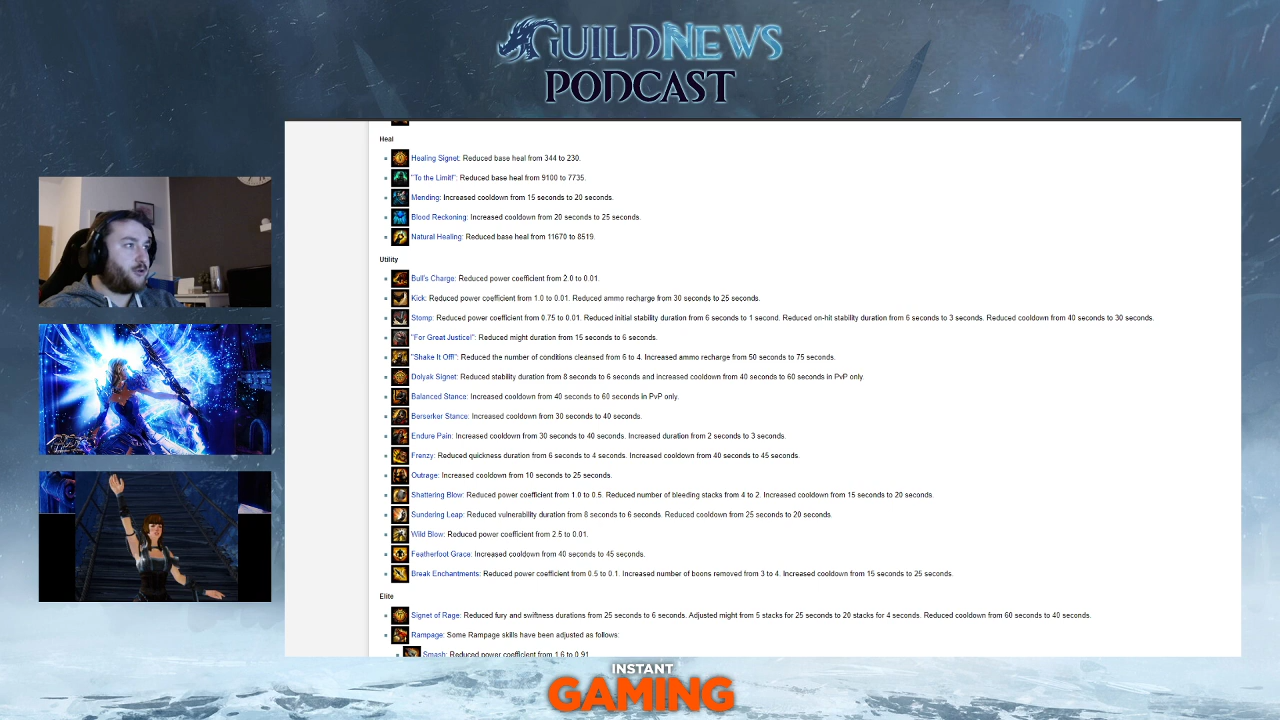 GUILDNEWS
PODCAST
Heal
Healing Signet: Reduced base heal from 344 to 230.
"To the Limit!": Reduced base heal from 9100 to 7735.
Mending: Increased cooldown from 15 seconds to 20 seconds.
Blood Reckoning: Increased cooldown from 20 seconds to 25 seconds.
Natural Healing: Reduced base heal from 11670 to 8519.
Utility
Bull's Charge: Reduced power coefficient from 2.0 to 0.01.
Kick: Reduced power coefficient from 1.0 to 0.01. Reduced ammo recharge from 30 seconds to 25 seconds.
Stomp: Reduced power coefficient from 0.75 to 0.01. Reduced initial stability duration from 6 seconds to 1 second. Reduced on-hit stability duration from 6 seconds to 3 seconds. Reduced cooldown from 40 seconds to 30 seconds.
"For Great Justice!": Reduced might duration from 15 seconds to 6 seconds.
"Shake It Off!": Reduced the number of conditions cleansed from 6 to 4. Increased ammo recharge from 50 seconds to 75 seconds.
Dolyak Signet: Reduced stability duration from 8 seconds to 6 seconds and increased cooldown from 40 seconds to 60 seconds in PvP only.
Balanced Stance: Increased cooldown from 40 seconds to 60 seconds in PvP only.
Berserker Stance: Increased cooldown from 30 seconds to 40 seconds.
Endure Pain: Increased cooldown from 30 seconds to 40 seconds. Increased duration from 2 seconds to 3 seconds.
Frenzy: Reduced quickness duration from 6 seconds to 4 seconds. Increased cooldown from 40 seconds to 45 seconds.
Outrage: Increased cooldown from 10 seconds to 25 seconds.
Shattering Blow: Reduced power coefficient from 1.0 to 0.5. Reduced number of bleeding stacks from 4 to 2. Increased cooldown from 15 seconds to 20 seconds.
Sundering Leap: Reduced vulnerability duration from 8 seconds to 6 seconds. Reduced cooldown from 25 seconds to 20 seconds.
Wild Blow: Reduced power coefficient from 2.5 to 0.01.
Featherfoot Grace: Increased cooldown from 40 seconds to 45 seconds.
Break Enchantments: Reduced power coefficient from 0.5 to 0.1. Increased number of boons removed from 3 to 4. Increased cooldown from 15 seconds to 25 seconds.
Elite
Signet of Rage: Reduced fury and swiftness durations from 25 seconds to 6 seconds. Adjusted might from 5 stacks for 25 seconds to 20 stacks for 4 seconds. Reduced cooldown from 60 seconds to 40 seconds.
Rampage: Some Rampage skills have been adjusted as follows:
Smash: Reduced power coefficient from 1.6 to 0.91
INSTANT
GAMING